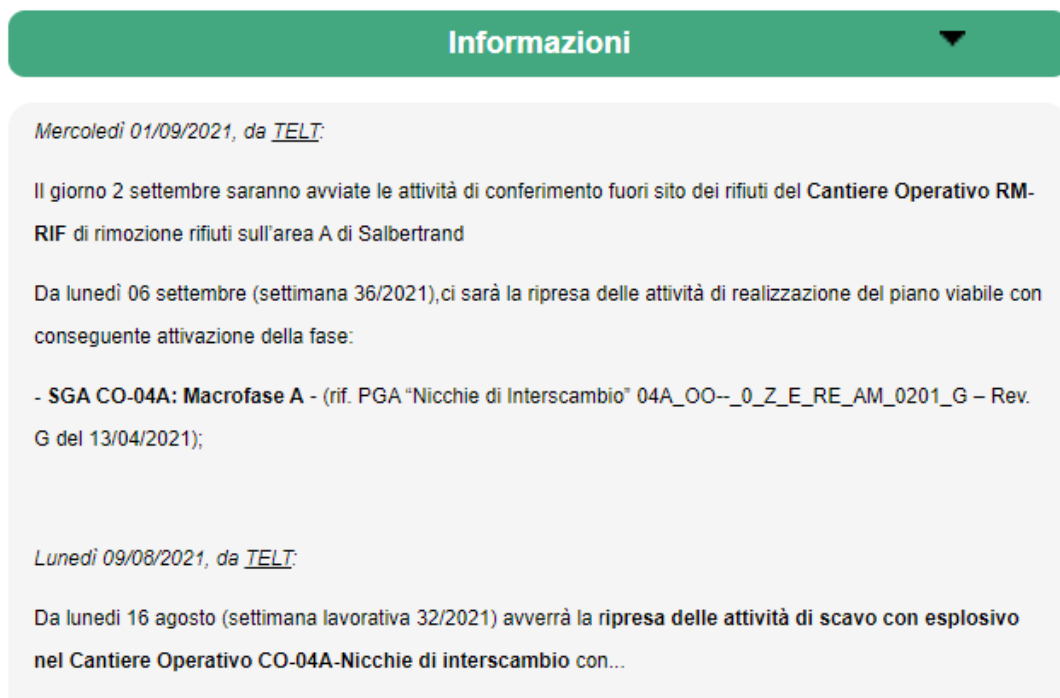 Informazioni
Mercoledì 01/09/2021, da TELT:
Il giorno 2 settembre saranno avviate le attività di conferimento fuori sito dei rifiuti del Cantiere Operativo RM-
RIF di rimozione rifiuti sull'area A di Salbertrand
Da lunedì 06 settembre (settimana 36/2021),ci sarà la ripresa delle attività di realizzazione del piano viabile con
conseguente attivazione della fase:
- SGA CO-04A: Macrofase A - (rif. PGA “Nicchie di Interscambio” 04A_OO--_0_Z_E_RE_AM_0201_G – Rev.
G del 13/04/2021);
Lunedì 09/08/2021, da TELT:
Da lunedi 16 agosto (settimana lavorativa 32/2021) avverrà la ripresa delle attività di scavo con esplosivo
nel Cantiere Operativo CO-04A-Nicchie di interscambio con...